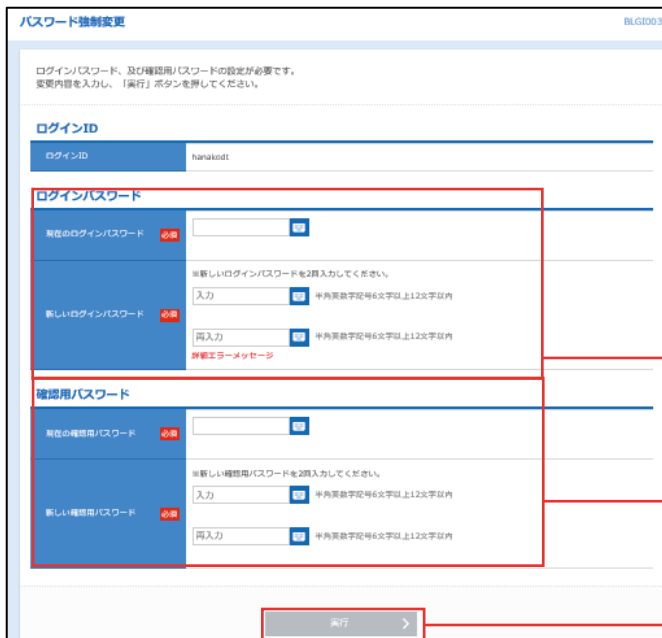 パスワード強制変更
BLGI003
ログインパスワード、及び確認用パスワードの設定が必要です。
変更内容を入力し、「実行」ボタンを押してください。
ログインID
ログインID hanakodt
ログインパスワード
現在のログインパスワード 必須
※新しいログインパスワードを2回入力してください。
新しいログインパスワード 必須
入力 半角英数字記号6文字以上12文字以内
再入力 半角英数字記号6文字以上12文字以内
詳細エラーメッセージ
確認用パスワード
現在の確認用パスワード 必須
※新しい確認用パスワードを2回入力してください。
新しい確認用パスワード 必須
入力 半角英数字記号6文字以上12文字以内
再入力 半角英数字記号6文字以上12文字以内
実行